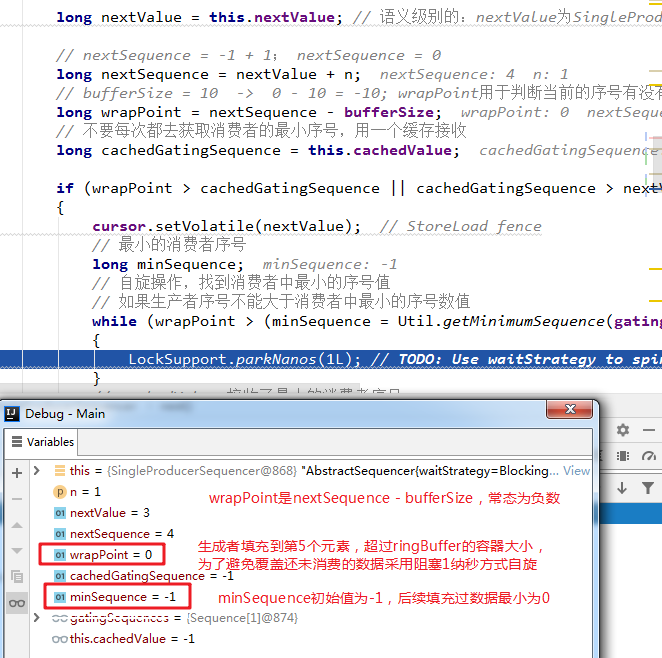 long nextValue = this.nextValue; // 语义级别的：nextValue为SingleProd
// nextSequence = -1 + 1; nextSequence = 0
long nextSequence = nextValue + n; nextSequence: 4 n: 1
// bufferSize = 10 -> 0 - 10 = -10; wrapPoint用于判断当前的序号有没有
long wrapPoint = nextSequence - bufferSize; wrapPoint: 0 nextSeque
// 不要每次都去获取消费者的最小序号，用一个缓存接收
long cachedGatingSequence = this.cachedValue; cachedGatingSequence
if (wrapPoint > cachedGatingSequence || cachedGatingSequence > nextV
{
cursor.setVolatile(nextValue); // StoreLoad fence
// 最小的消费者序号
long minSequence; minSequence: -1
// 自旋操作，找到消费者中最小的序号值
// 如果生产者序号不能大于消费者中最小的序号数值
while (wrapPoint > (minSequence = Util.getMinimumSequence(gating
{
LockSupport.parkNanos(1L); // TODO: Use waitStrategy to spin
}
Debug - Main
Variables
this = {SingleProducerSequencer@868} "AbstractSequencer{waitStrategy=Blocking... View
n = 1
wrapPoint是nextSequence - bufferSize，常态为负数
nextValue = 3
nextSequence = 4
生成者填充到第5个元素，超过ringBuffer的容器大小，
wrapPoint = 0
为了避免覆盖还未消费的数据采用阻塞1纳秒方式自旋
cachedGatingSequence = -1
minSequence = -1
minSequence初始值为-1，后续填充过数据最小为0
gatingSequences = {Sequence[1]@874}
this.cachedValue = -1